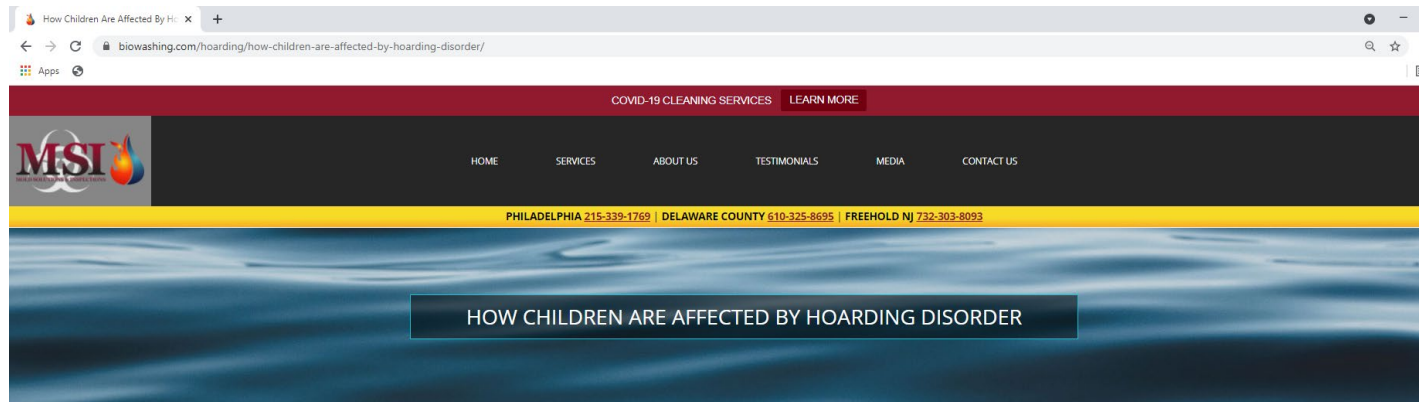 How Children Are Affected By Ho
biowashing.com/hoarding/how-children-are-affected-by-hoarding-disorder/
Apps
COVID-19 CLEANING SERVICES LEARN MORE
MSI
HOME SERVICES ABOUT US TESTIMONIALS MEDIA CONTACT US
PHILADELPHIA 215-339-1769 | DELAWARE COUNTY 610-325-8695 | FREEHOLD NJ 732-303-8093
HOW CHILDREN ARE AFFECTED BY HOARDING DISORDER